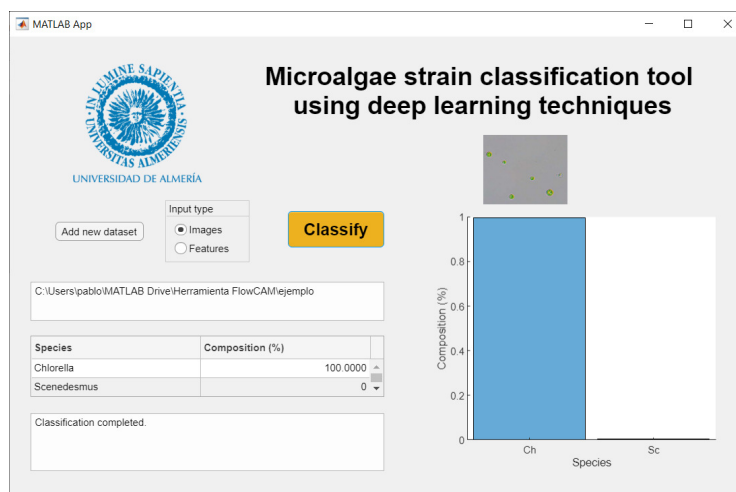 MATLAB App
IN LUMINE SAPIENTIA
UNIVERSITAS ALMERIENSIS
UNIVERSIDAD DE ALMERÍA
Microalgae strain classification tool
using deep learning techniques
Add new dataset
Input type
Images
Features
Classify
C:\Users\pablo\MATLAB Drive\Herramienta FlowCAM\ejemplo
Species Composition (%)
Chlorella 100.0000
Scenedesmus 0
Classification completed.
Composition (%)
1
0.8
0.6
0.4
0.2
0
Ch Sc
Species